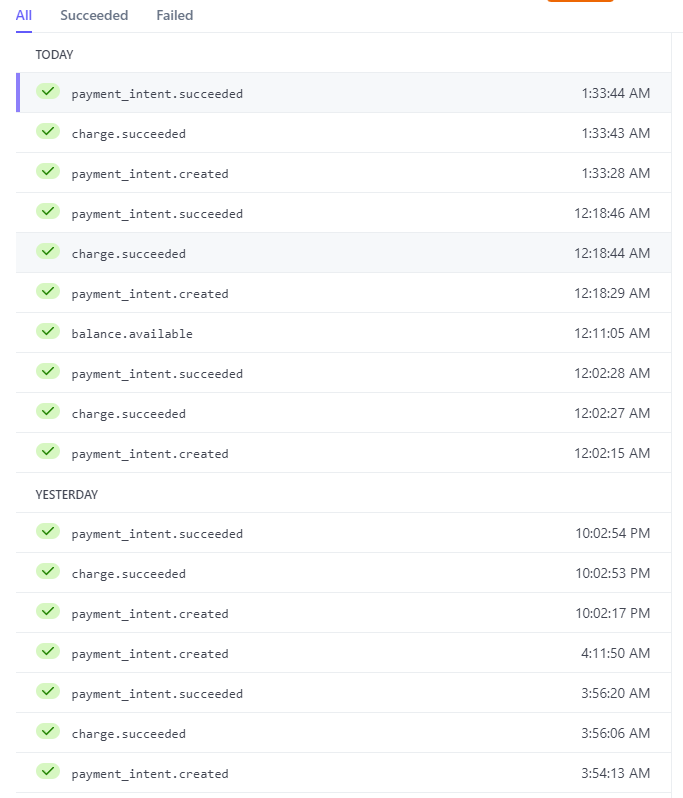 All Succeeded Failed
TODAY
payment_intent.succeeded 1:33:44 AM
charge.succeeded 1:33:43 AM
payment_intent.created 1:33:28 AM
payment_intent.succeeded 12:18:46 AM
charge.succeeded 12:18:44 AM
payment_intent.created 12:18:29 AM
balance.available 12:11:05 AM
payment_intent.succeeded 12:02:28 AM
charge.succeeded 12:02:27 AM
payment_intent.created 12:02:15 AM
YESTERDAY
payment_intent.succeeded 10:02:54 PM
charge.succeeded 10:02:53 PM
payment_intent.created 10:02:17 PM
payment_intent.created 4:11:50 AM
payment_intent.succeeded 3:56:20 AM
charge.succeeded 3:56:06 AM
payment_intent.created 3:54:13 AM